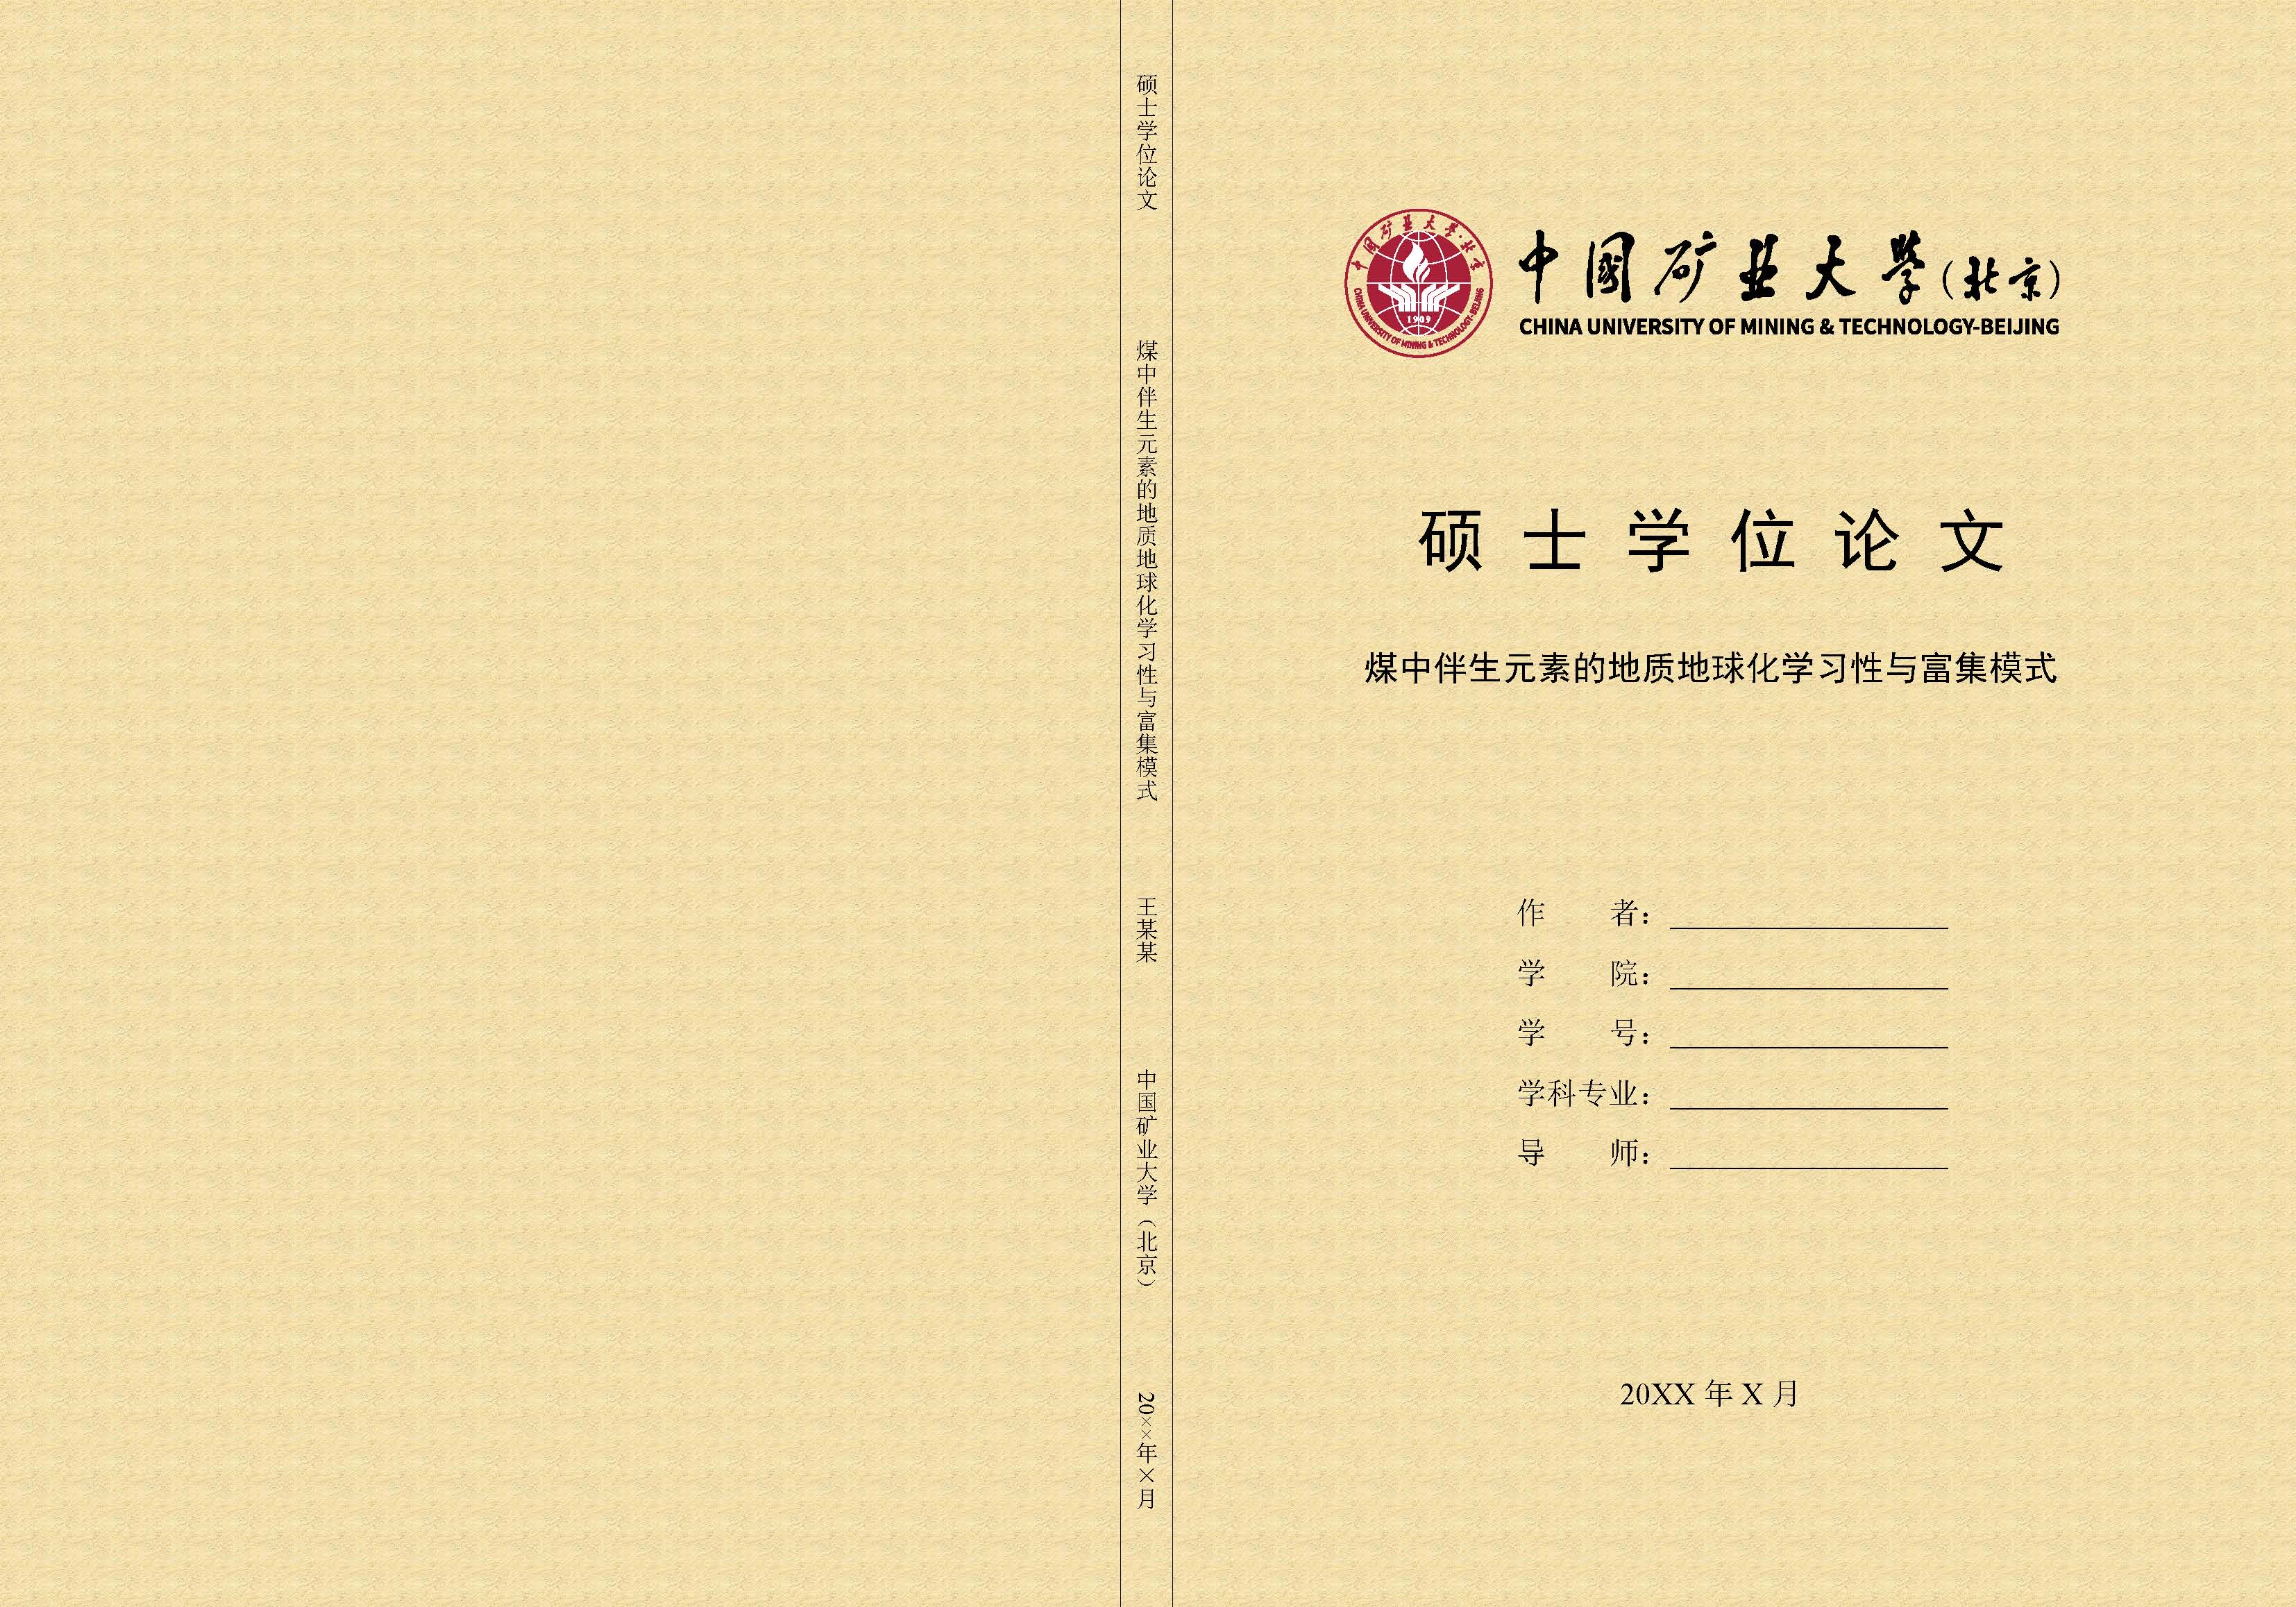 硕士学位论文
煤中伴生元素的地质地球化学习性与富集模式
王某某
中国矿业大学（北京）
20××年×月
中国矿业大学·北京
CHINA UNIVERSITY OF MINING & TECHNOLOGY-BEIJING
1909
中國矿业大学(北京)
CHINA UNIVERSITY OF MINING & TECHNOLOGY-BEIJING
硕士学位论文
煤中伴生元素的地质地球化学习性与富集模式
作 者：
学 院：
学 号：
学科专业：
导 师：
20XX 年 X 月